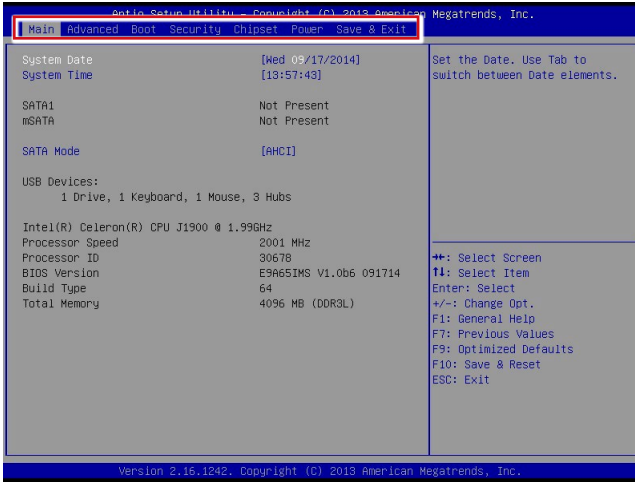 Aptio Setup Utility - Copyright (C) 2013 American Megatrends, Inc.
Main Advanced Boot Security Chipset Power Save & Exit
System Date [Wed 09/17/2014]
System Time [13:57:43]
SATA1 Not Present
mSATA Not Present
SATA Mode [AHCI]
USB Devices:
1 Drive, 1 Keyboard, 1 Mouse, 3 Hubs
Intel(R) Celeron(R) CPU J1900 @ 1.99GHz
Processor Speed 2001 MHz
Processor ID 30678
BIOS Version E9A65IMS V1.0b6 091714
Build Type 64
Total Memory 4096 MB (DDR3L)
Set the Date. Use Tab to
switch between Date elements.
→←: Select Screen
↑↓: Select Item
Enter: Select
+/-: Change Opt.
F1: General Help
F7: Previous Values
F9: Optimized Defaults
F10: Save & Reset
ESC: Exit
Version 2.16.1242. Copyright (C) 2013 American Megatrends, Inc.